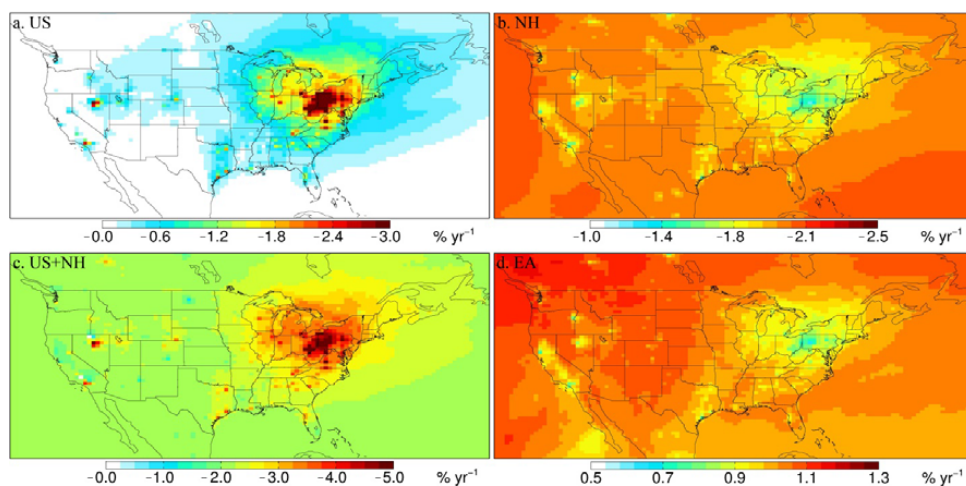 a. US
b. NH
−0.0 −0.6 −1.2 −1.8 −2.4 −3.0 % yr⁻¹
−1.0 −1.4 −1.8 −2.1 −2.5 % yr⁻¹
c. US+NH
d. EA
−0.0 −1.0 −2.0 −3.0 −4.0 −5.0 % yr⁻¹
0.5 0.7 0.9 1.1 1.3 % yr⁻¹